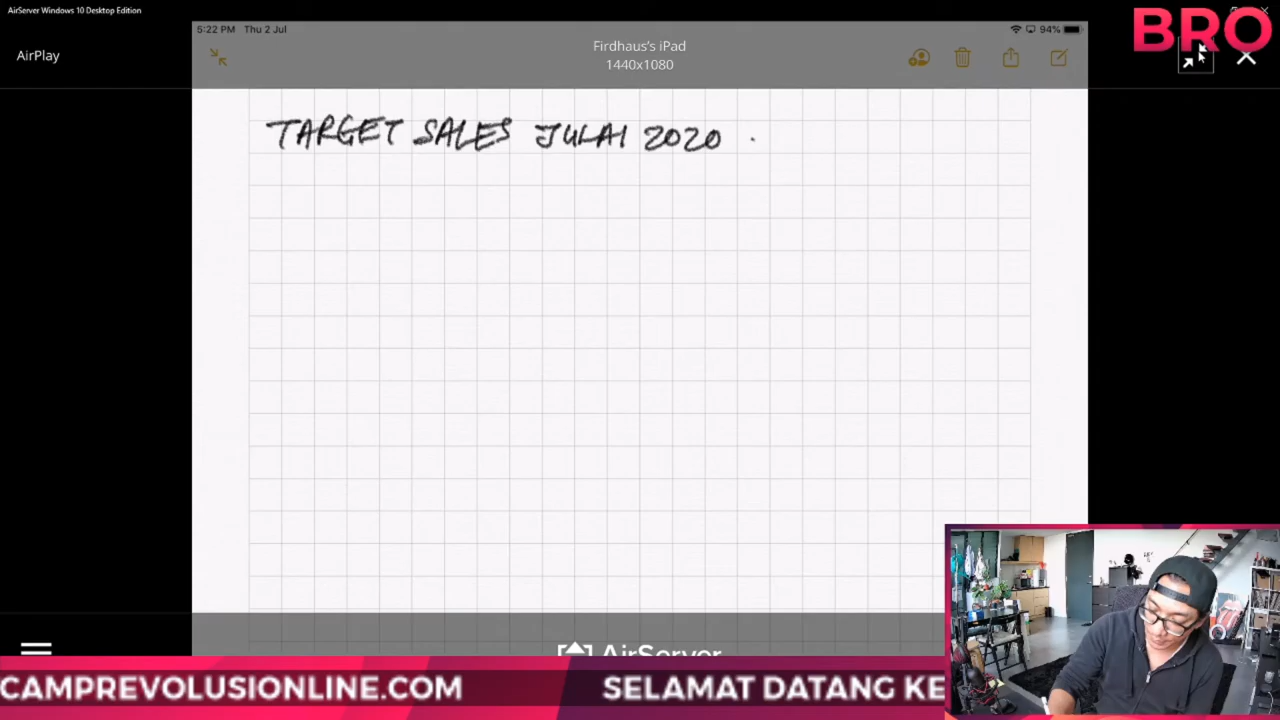 AirServer Windows 10 Desktop Edition
BRO
5:22 PM Thu 2 Jul
94%
AirPlay
Firdhaus's iPad
1440x1080
TARGET SALES JULAI 2020
AirServer
CAMPREVOLUSIONLINE.COM
SELAMAT DATANG KE